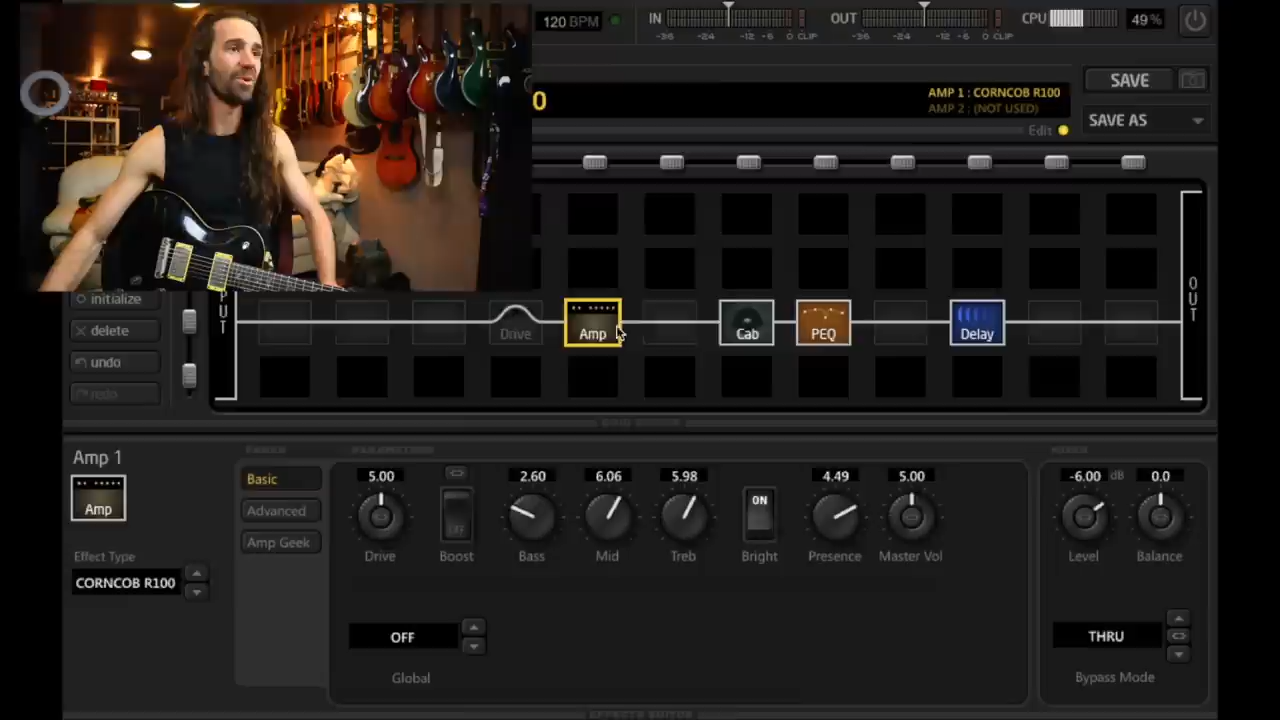 120 BPM
IN
-36 -24 -12 -6 0 CLIP
OUT
-36 -24 -12 -6 0 CLIP
CPU
49 %
0
AMP 1 : CORNCOB R100
AMP 2 : (NOT USED)
Edit
SAVE
SAVE AS
initialize
delete
undo
redo
PUT
Drive
Amp
Cab
PEQ
Delay
OUT
Amp 1
Amp
Effect Type
CORNCOB R100
Basic
Advanced
Amp Geek
5.00
Drive
OFF
Boost
2.60
Bass
6.06
Mid
5.98
Treb
ON
Bright
4.49
Presence
5.00
Master Vol
OFF
Global
-6.00 dB
Level
0.0
Balance
THRU
Bypass Mode